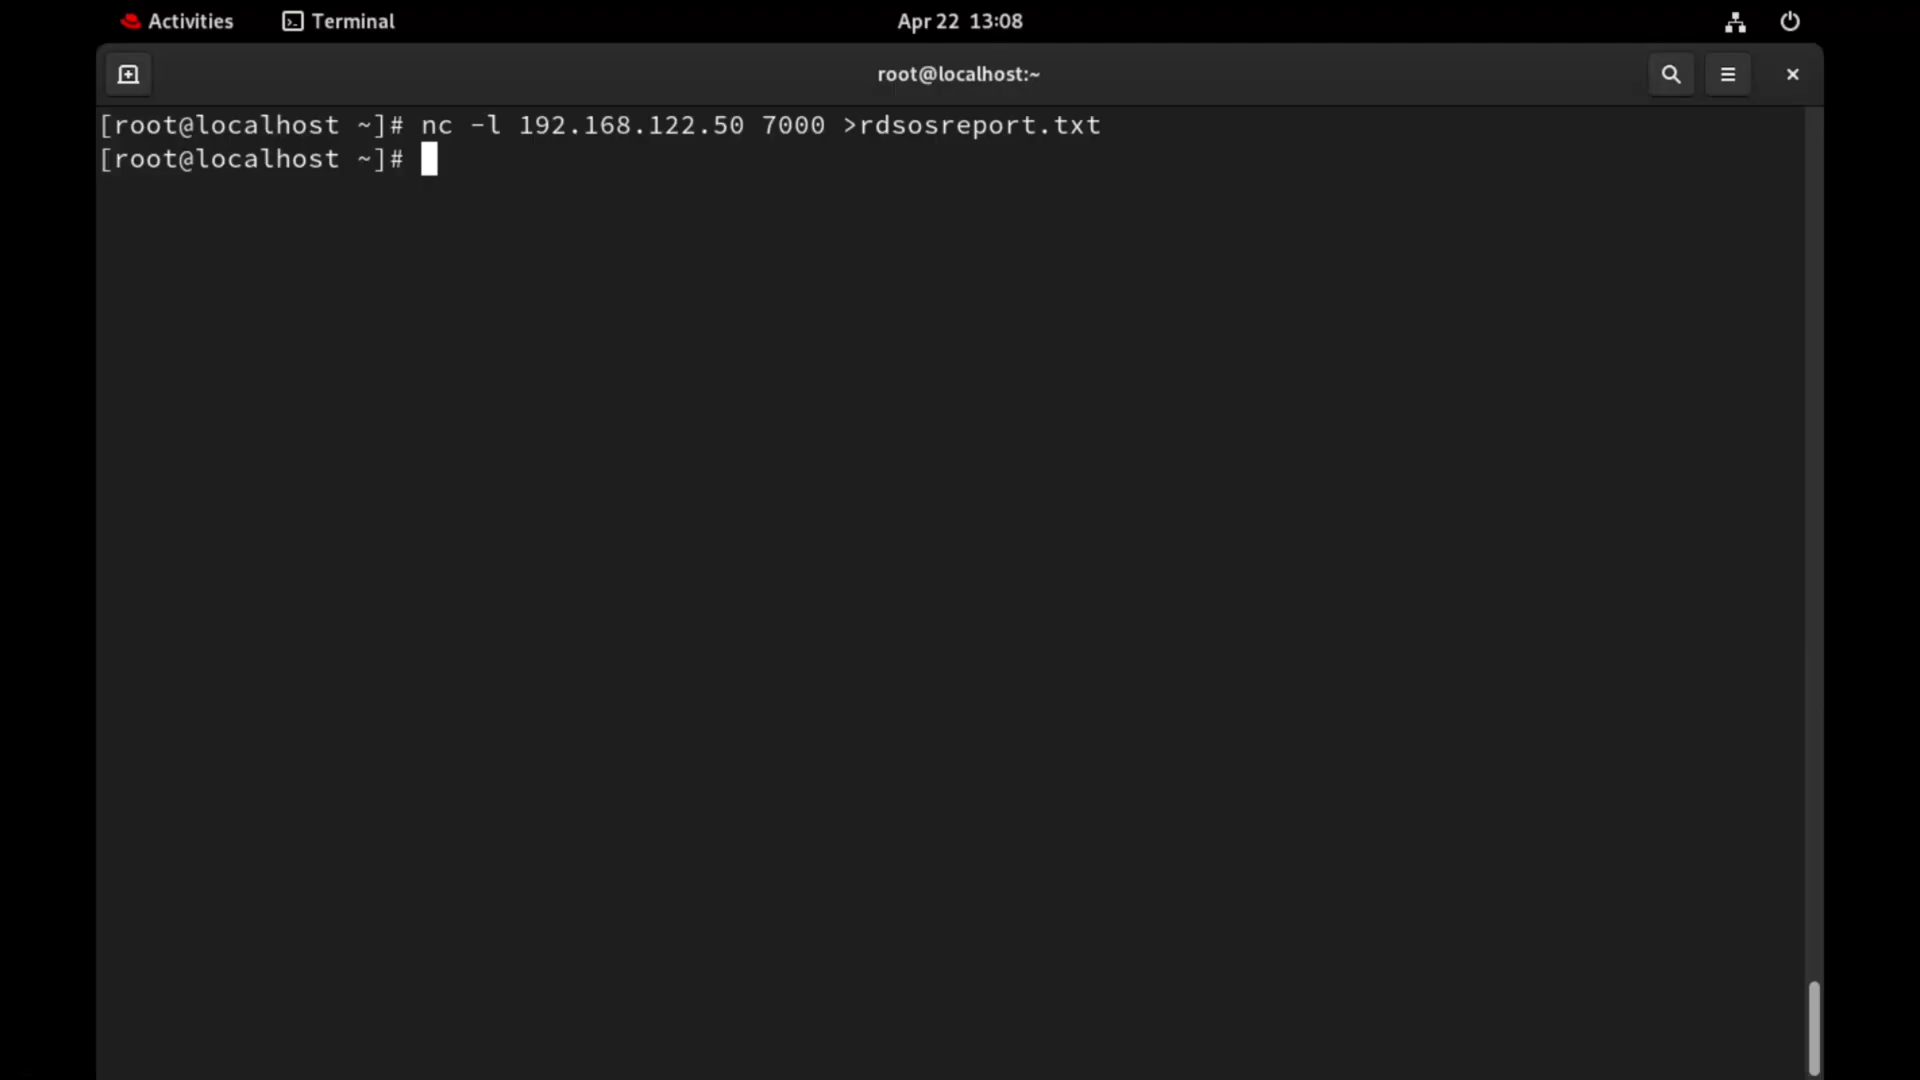 Activities Terminal Apr 22 13:08
root@localhost:~
[root@localhost ~]# nc -l 192.168.122.50 7000 >rdsosreport.txt
[root@localhost ~]#